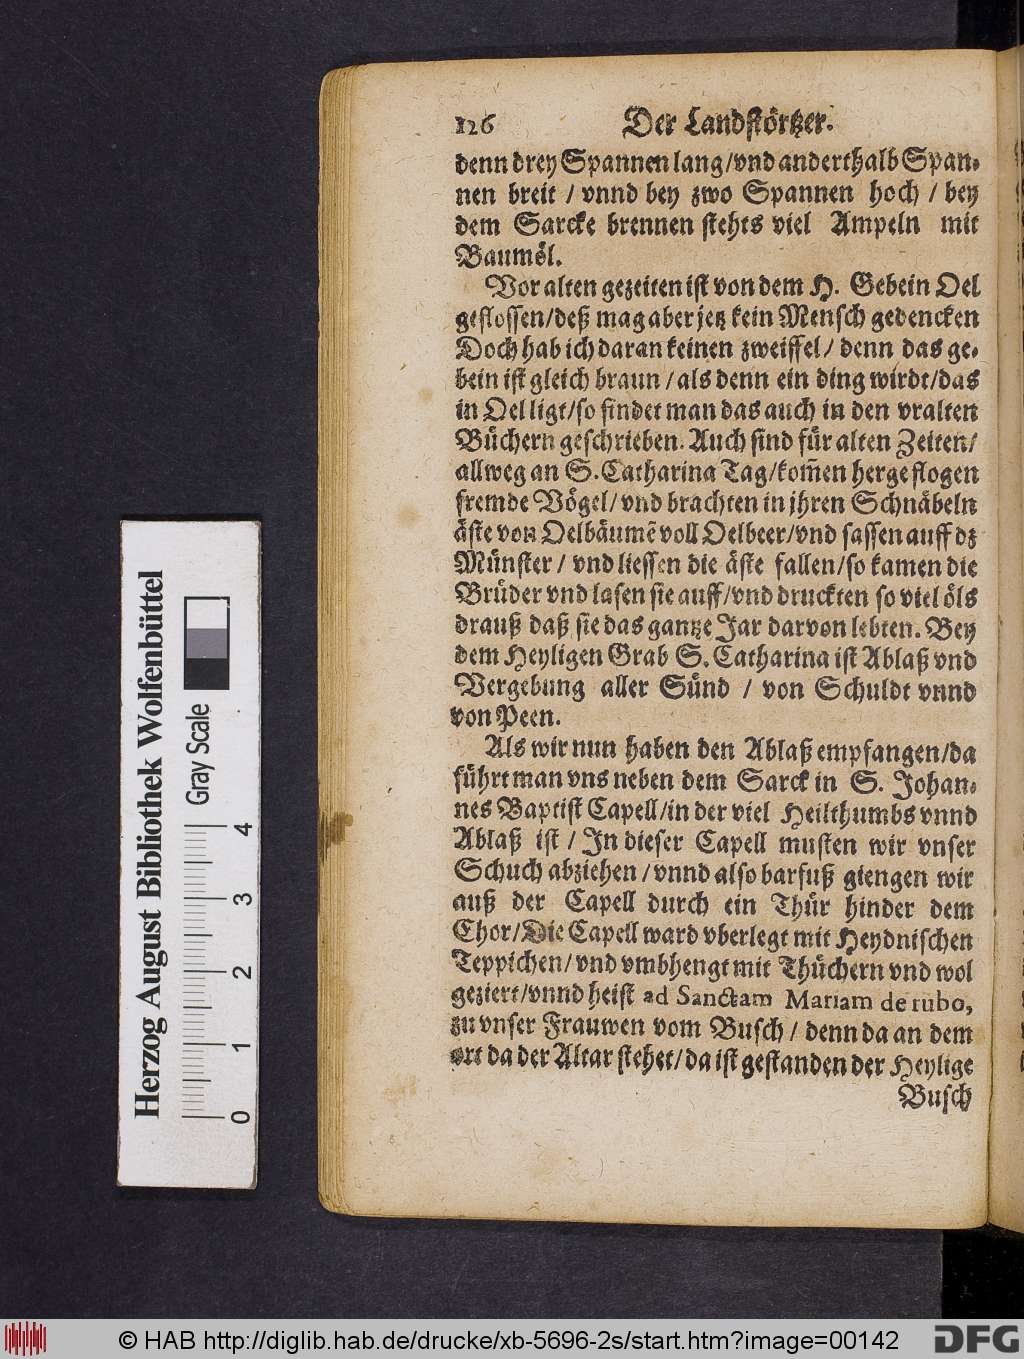 126 Der Landstörtzer.
denn drey Spannen lang/vnd anderthalb Span-
nen breit / vnnd bey zwo Spannen hoch / bey
dem Sarcke brennen stehts viel Ampeln mit
Baumöl.
Vor alten gezeiten ist von dem H. Gebein Oel
geflossen/deß mag aber jetz kein Mensch gedencken
Doch hab ich daran keinen zweiffel/ denn das ge-
bein ist gleich braun / als denn ein ding wirdt/das
in Oel ligt/so findet man das auch in den vralten
Büchern geschrieben. Auch sind für alten Zeiten/
allweg an S. Catharina Tag/kom̃en her geflogen
fremde Vögel/ vnd brachten in jhren Schnäbeln
äste von Oelbäumẽ voll Oelbeer/vnd sassen auff dz
Münster / vnd liessen die äste fallen/so kamen die
Brüder vnd lasen sie auff/vnd druckten so viel öls
drauß daß sie das gantze Jar darvon lebten. Bey
dem Heyligen Grab S. Catharina ist Ablaß vnd
Vergebung aller Sünd / von Schuldt vnnd
von Peen.
Als wir nun haben den Ablaß empfangen/da
führt man vns neben dem Sarck in S. Johan-
nes Baptist Capell/in der viel Heilthumbs vnnd
Ablaß ist / In dieser Capell musten wir vnser
Schuch abziehen / vnnd also barfuß giengen wir
auß der Capell durch ein Thür hinder dem
Chor/Die Capell ward vberlegt mit Heydnischen
Teppichen/ vnd vmbhengt mit Thüchern vnd wol
geziert/vnnd heist ad Sanctam Mariam de rubo,
zu vnser Frauwen vom Busch / denn da an dem
ort da der Altar stehet/da ist gestanden der Heylige
Busch
Herzog August Bibliothek Wolfenbüttel
Gray Scale
0 1 2 3 4
© HAB http://diglib.hab.de/drucke/xb-5696-2s/start.htm?image=00142
DFG